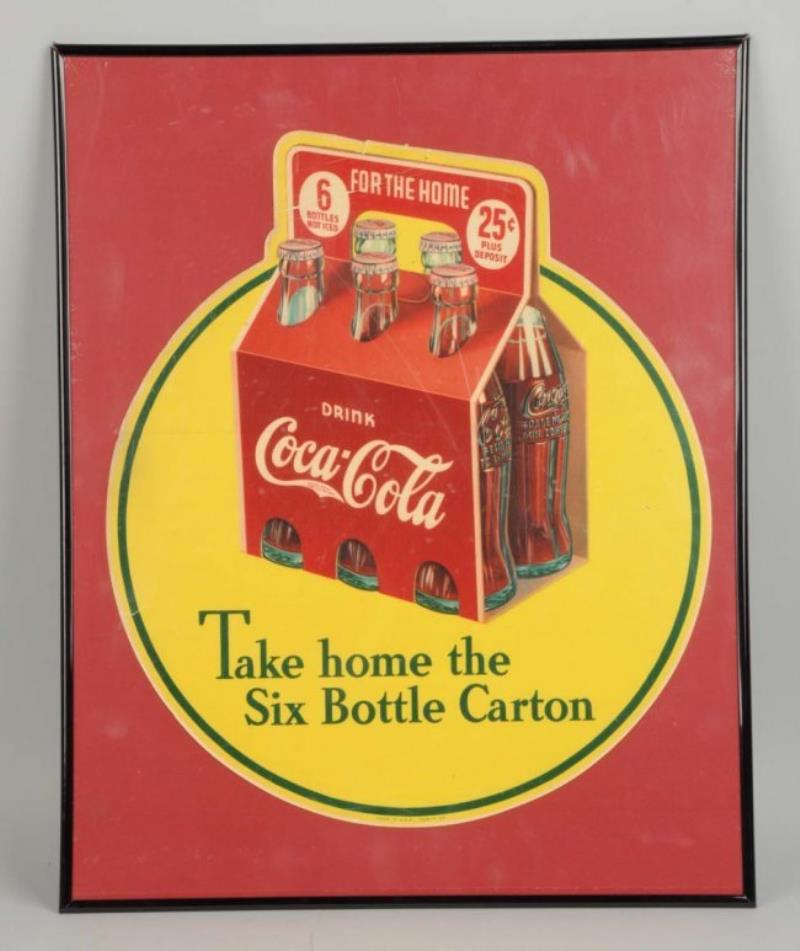 FOR THE HOME
6
BOTTLES
NOT ICED
25¢
PLUS
DEPOSIT
DRINK
Coca-Cola
Take home the
Six Bottle Carton